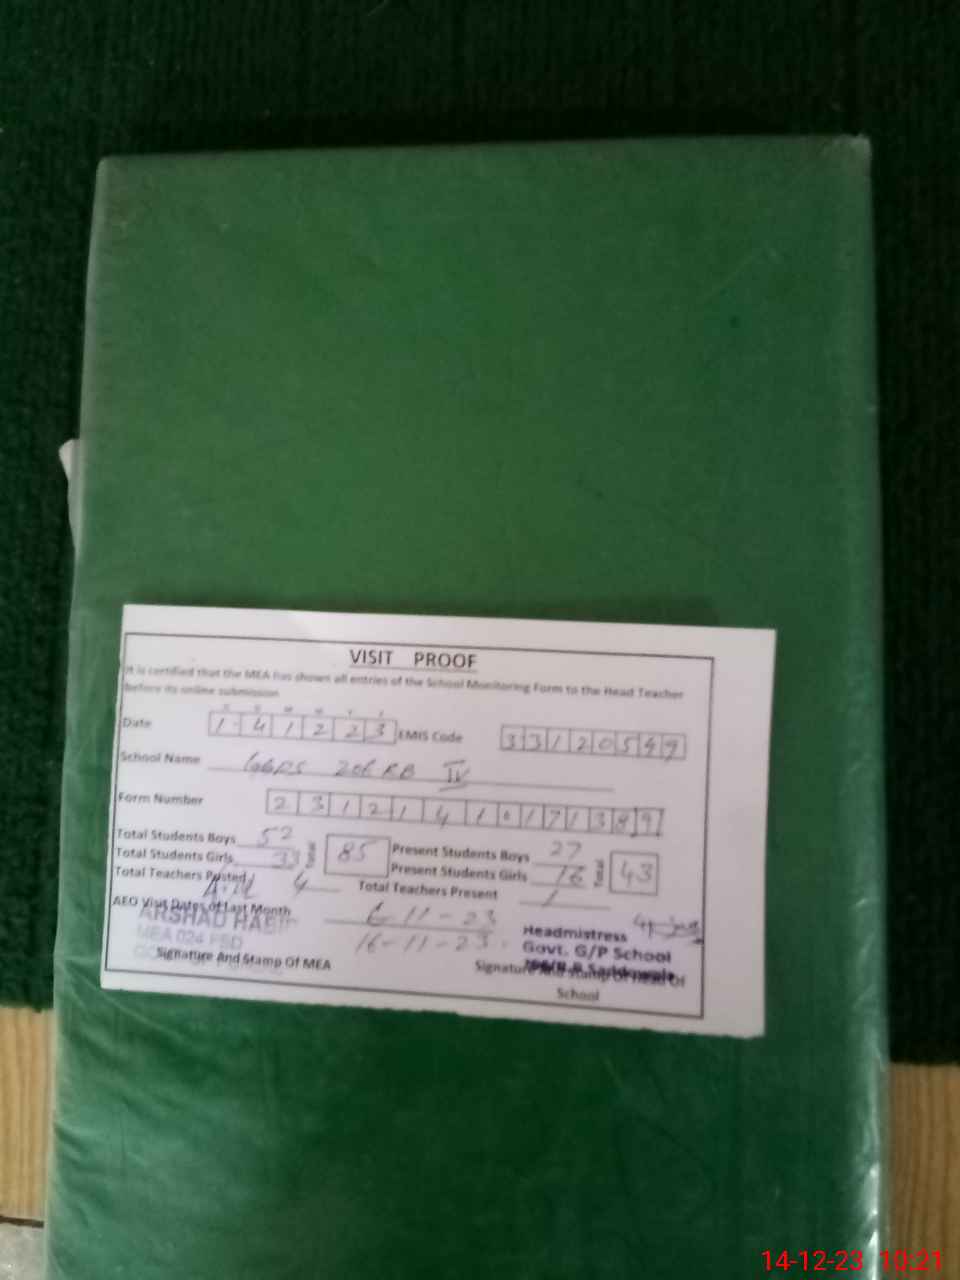 VISIT PROOF
It is certified that the MEA has shown all entries of the School Monitoring Form to the Head Teacher
before its online submission
D D M M Y Y
Date 1 4 1 2 2 3 EMIS Code 3 3 1 2 0 5 4 9
School Name GGPS 206 RB IV
Form Number 2 3 1 2 1 4 1 0 1 7 1 3 8 9
Total Students Boys 52 Total 85 Present Students Boys 27 Total 43
Total Students Girls 33 Present Students Girls 16
Total Teachers Posted 4 Total Teachers Present 1
AEO Visit Dates of Last Month 6-11-23
16-11-23
ARSHAD HABIB
MEA 024 FSD
Signature And Stamp Of MEA
Headmistress
Govt. G/P School
Signature And Stamp Of Head Of
School
14-12-23 10:21